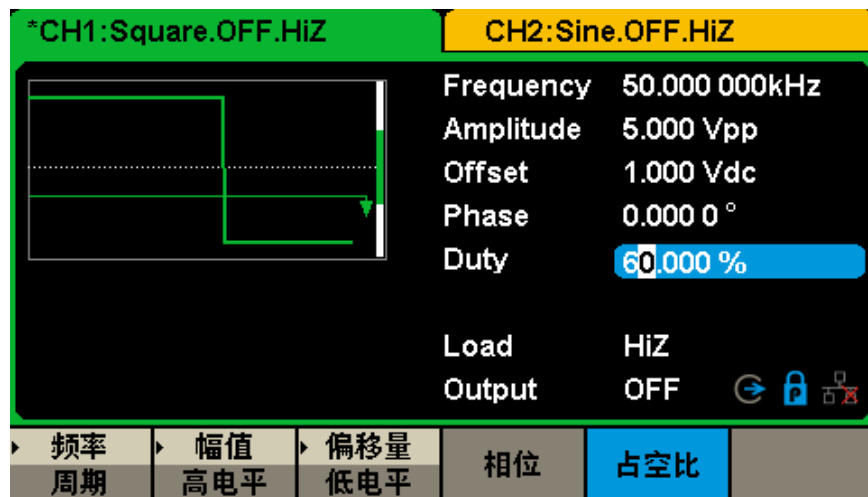 *CH1:Square.OFF.HiZ CH2:Sine.OFF.HiZ
Frequency 50.000 000kHz
Amplitude 5.000 Vpp
Offset 1.000 Vdc
Phase 0.000 0 °
Duty 60.000 %
Load HiZ
Output OFF P
频率 幅值 偏移量 相位 占空比
周期 高电平 低电平